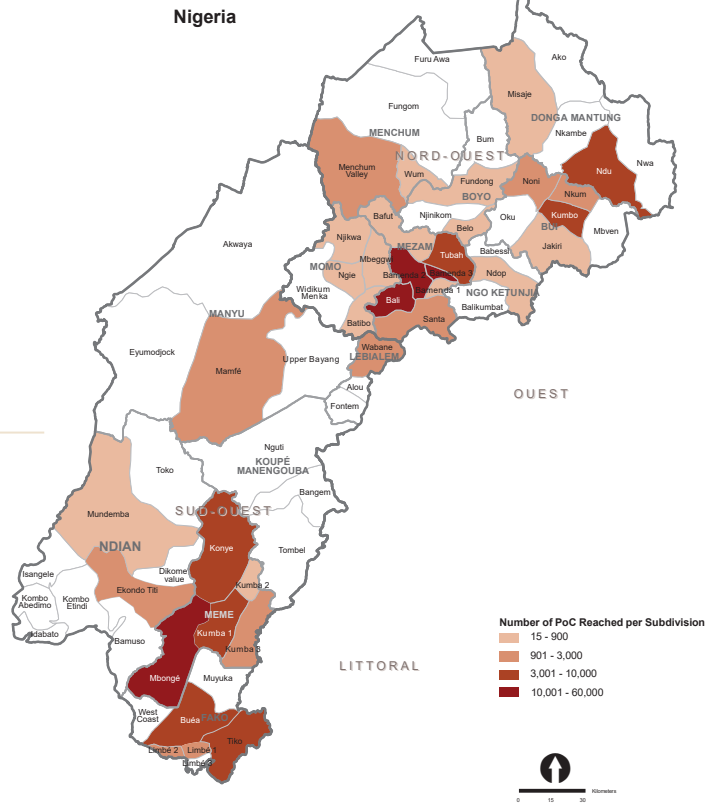 Nigeria
Furu Awa
Ako
Misaje
Fungom
DONGA MANTUNG
MENCHUM
Nkambe
Bum
NORD-OUEST
Nwa
Menchum
Valley
Wum
Fundong
Noni
Ndu
BOYO
Nkum
Bafut
Njinikom
Oku
Kumbo
BUI
Mbven
Njikwa
Belo
Akwaya
MEZAM
Tubah
Babessi
Jakiri
Mbeggwi
MOMO
Ngie
Bamenda 2
Bamenda 3
Ndop
Widikum
Menka
Bamenda 1
NGO KETUNJIA
Bali
Balikumbat
MANYU
Batibo
Santa
Eyumodjock
Wabane
LEBIALEM
Upper Bayang
Mamfé
Alou
OUEST
Fontem
Nguti
KOUPÉ
MANENGOUBA
Toko
Bangem
SUD-OUEST
Mundemba
NDIAN
Konye
Tombel
Isangele
Dikome
value
Kumba 2
Ekondo Titi
Kombo
Abedimo
Kombo
Etindi
MEME
Idabato
Kumba 1
Bamuso
Kumba 3
Mbongé
Muyuka
LITTORAL
West
Coast
Buéa
FAKO
Tiko
Limbé 2
Limbé 1
Limbé 3
Number of PoC Reached per Subdivision
15 - 900
901 - 3,000
3,001 - 10,000
10,001 - 60,000
Kilometers
0 15 30